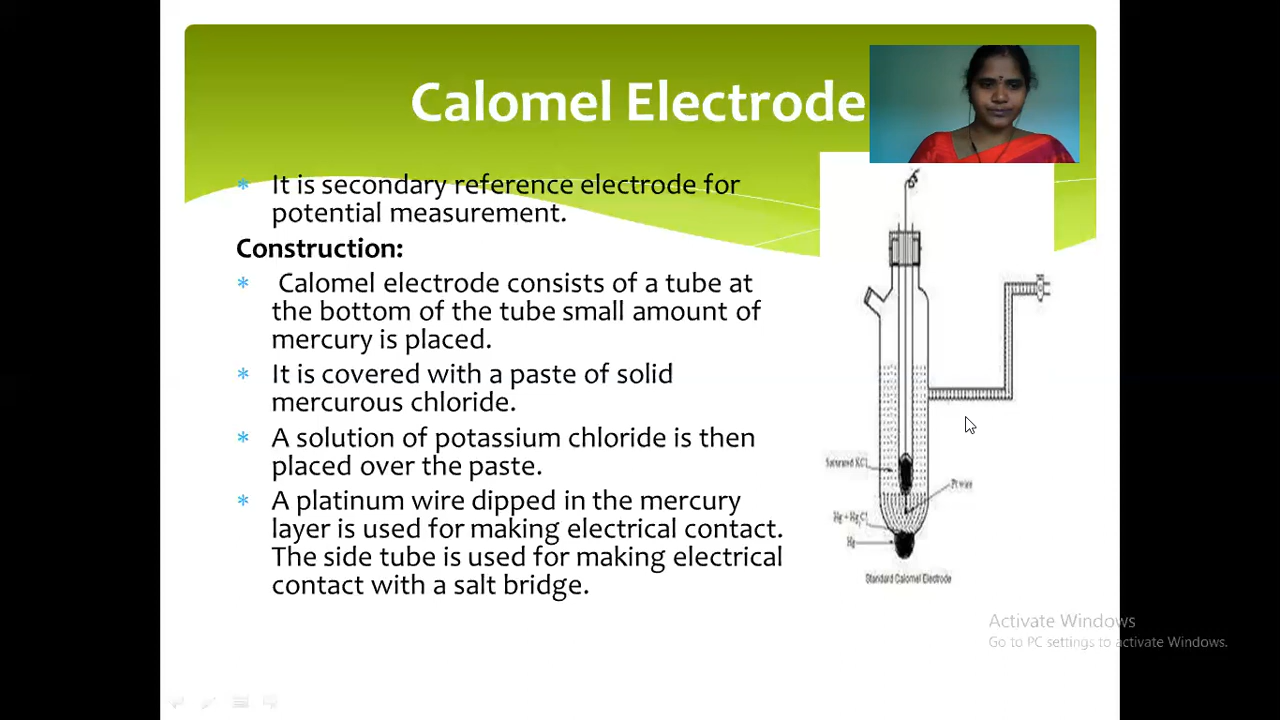 Calomel Electrode
* It is secondary reference electrode for
potential measurement.
Construction:
* Calomel electrode consists of a tube at
the bottom of the tube small amount of
mercury is placed.
* It is covered with a paste of solid
mercurous chloride.
* A solution of potassium chloride is then
placed over the paste.
* A platinum wire dipped in the mercury
layer is used for making electrical contact.
The side tube is used for making electrical
contact with a salt bridge.
Saturated KCl
Pt wire
Hg
Standard Calomel Electrode
Activate Windows
Go to PC settings to activate Windows.